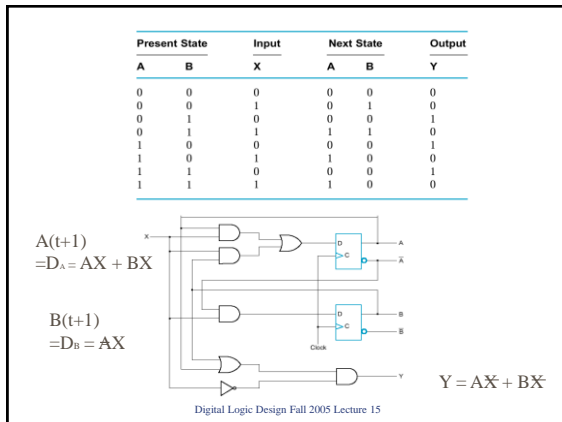 Present State Input Next State Output
A B X A B Y
0 0 0 0 0 0
0 0 1 0 1 0
0 1 0 0 0 1
0 1 1 1 1 0
1 0 0 0 0 1
1 0 1 1 0 0
1 1 0 0 0 1
1 1 1 1 0 0
A(t+1)
=DA = AX + BX
B(t+1)
=DB = A̶X
X
D A
C A̅
D B
C B̅
Clock
Y
Y = AX̶ + BX̶
Digital Logic Design Fall 2005 Lecture 15